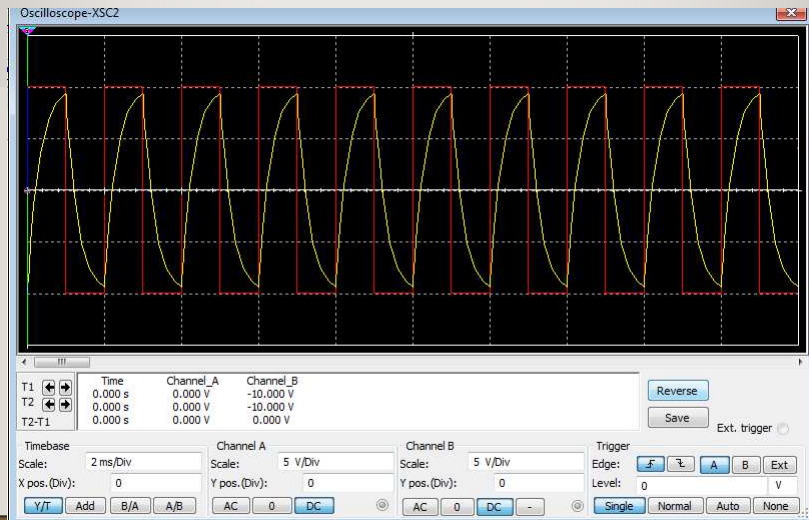 Oscilloscope-XSC2
Time Channel_A Channel_B
T1 0.000 s 0.000 V -10.000 V
T2 0.000 s 0.000 V -10.000 V
T2-T1 0.000 s 0.000 V 0.000 V
Reverse
Save
Ext. trigger
Timebase
Scale: 2 ms/Div
X pos.(Div): 0
Y/T Add B/A A/B
Channel A
Scale: 5 V/Div
Y pos.(Div): 0
AC 0 DC
Channel B
Scale: 5 V/Div
Y pos.(Div): 0
AC 0 DC -
Trigger
Edge: A B Ext
Level: 0 V
Single Normal Auto None